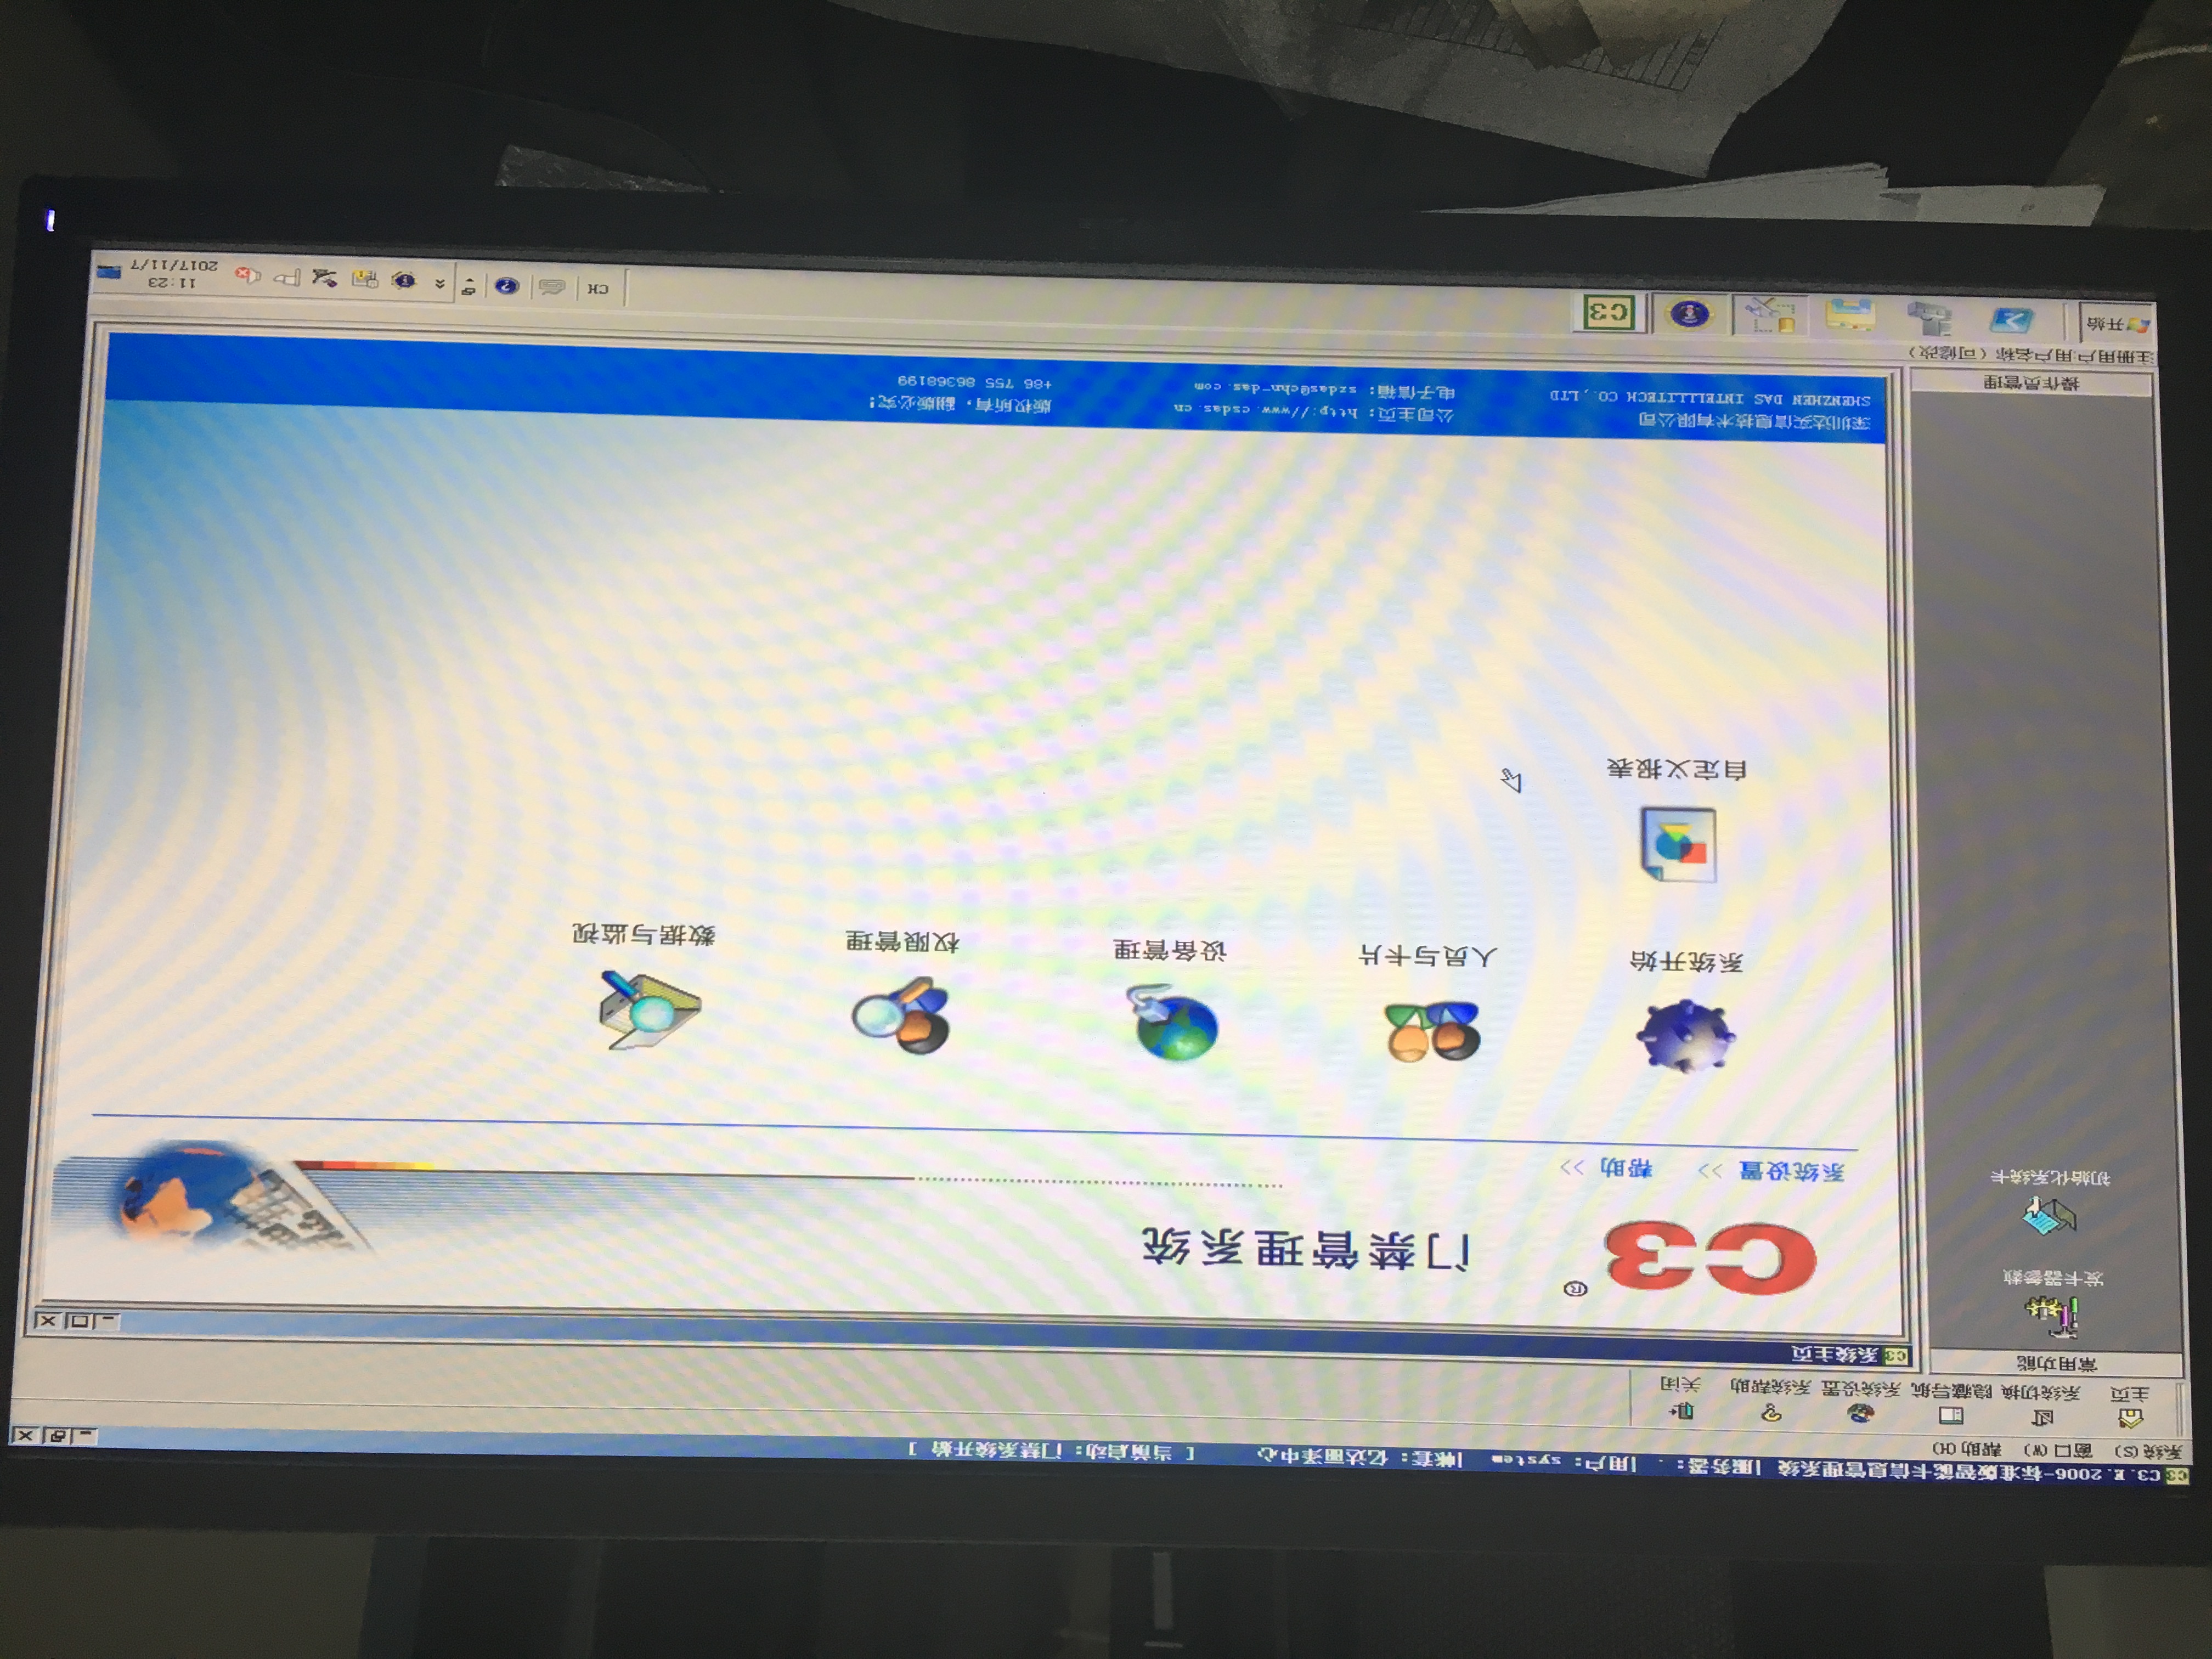 C3 C3.E.2006-标准版智能卡信息管理系统 |服务器: . |用户: system |帐套: 亿达丽泽中心 [ 当前启动: 门禁系统开始 ]
系统(S) 窗口(W) 帮助(H)
主页 系统切换 隐藏导航 系统设置 系统帮助 关闭
常用功能
发卡器参数
初始化系统卡
操作员管理
C3 系统主页
C3® 门禁管理系统
系统设置 >> 帮助 >>
系统开始 人员与卡片 设备管理 权限管理 数据与监视
自定义报表
深圳达实信息技术有限公司
SHENZHEN DAS INTELLLITECH CO.,LTD
公司主页: http://www.csdas.cn
电子信箱: szdas@chn-das.com
版权所有,翻版必究!
+86 755 86368199
注册用户:用户名称（可修改）
开始 C3 CH 11:23
2017/11/7